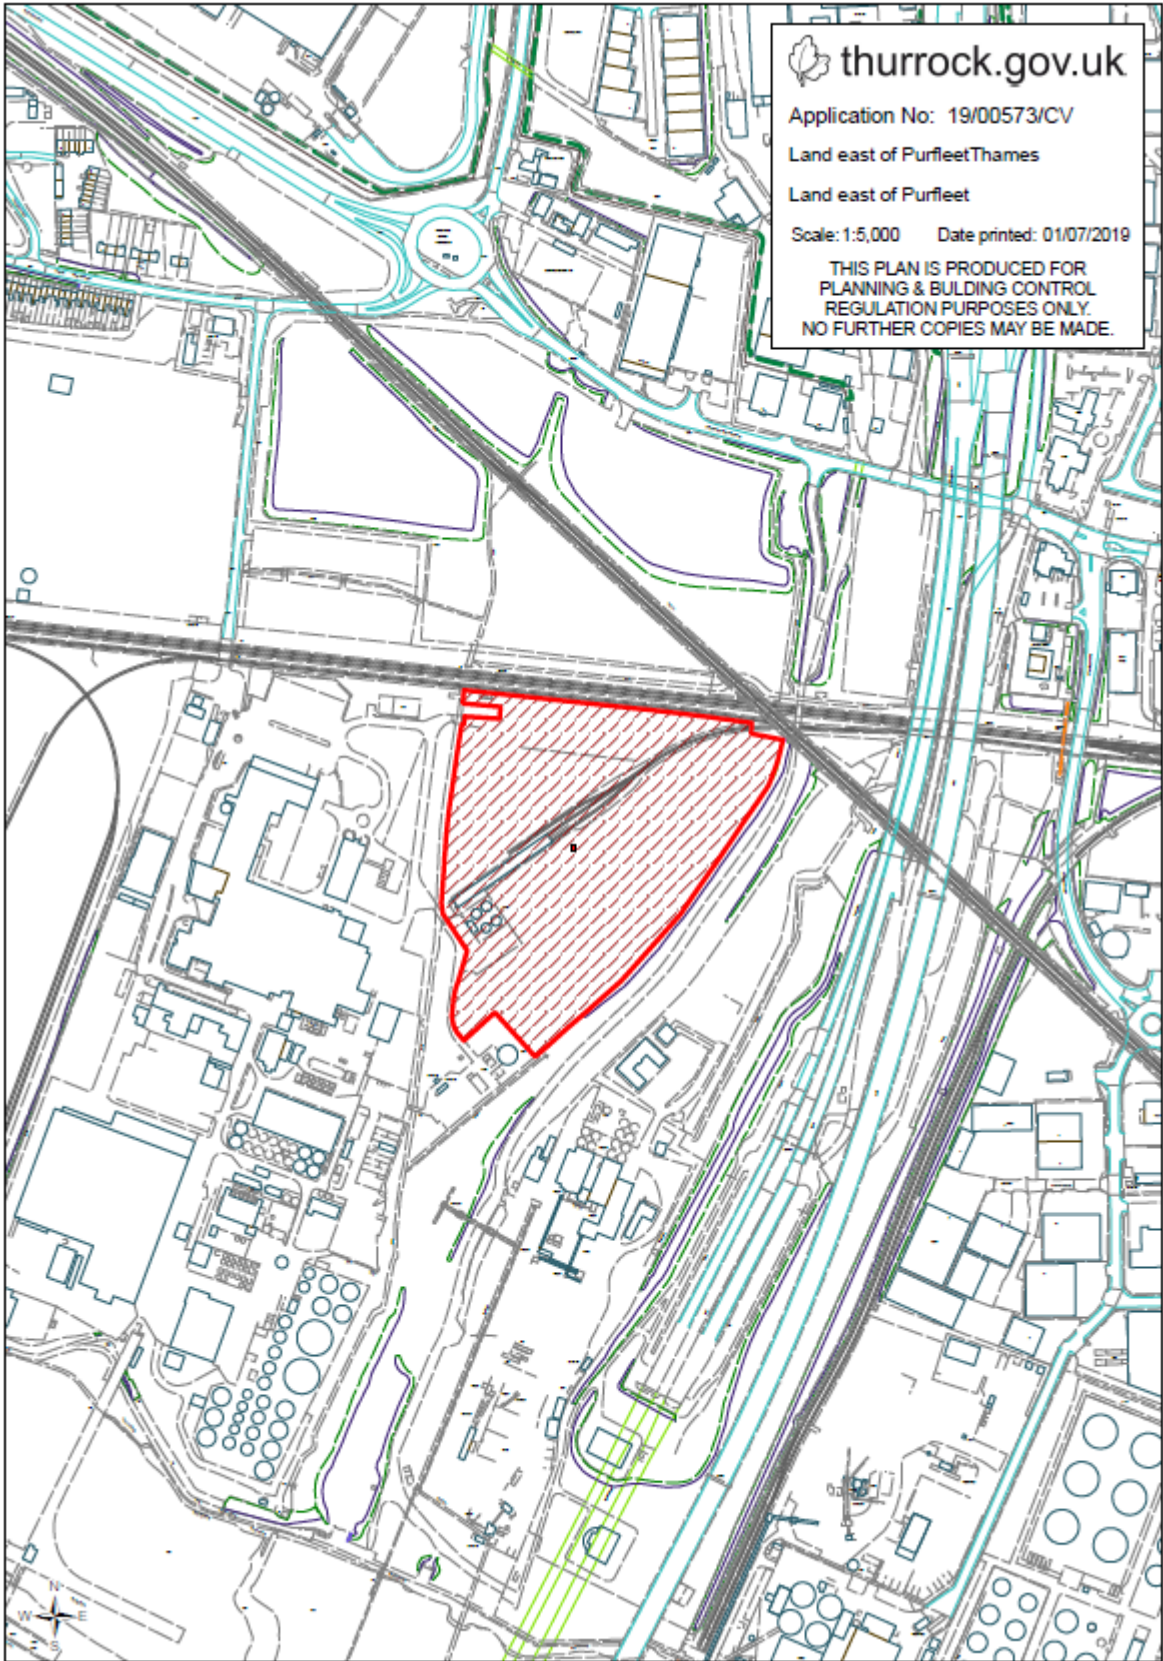 thurrock.gov.uk
Application No: 19/00573/CV
Land east of PurfleetThames
Land east of Purfleet
Scale: 1:5,000 Date printed: 01/07/2019
THIS PLAN IS PRODUCED FOR
PLANNING & BULDING CONTROL
REGULATION PURPOSES ONLY.
NO FURTHER COPIES MAY BE MADE.
N
W E
S